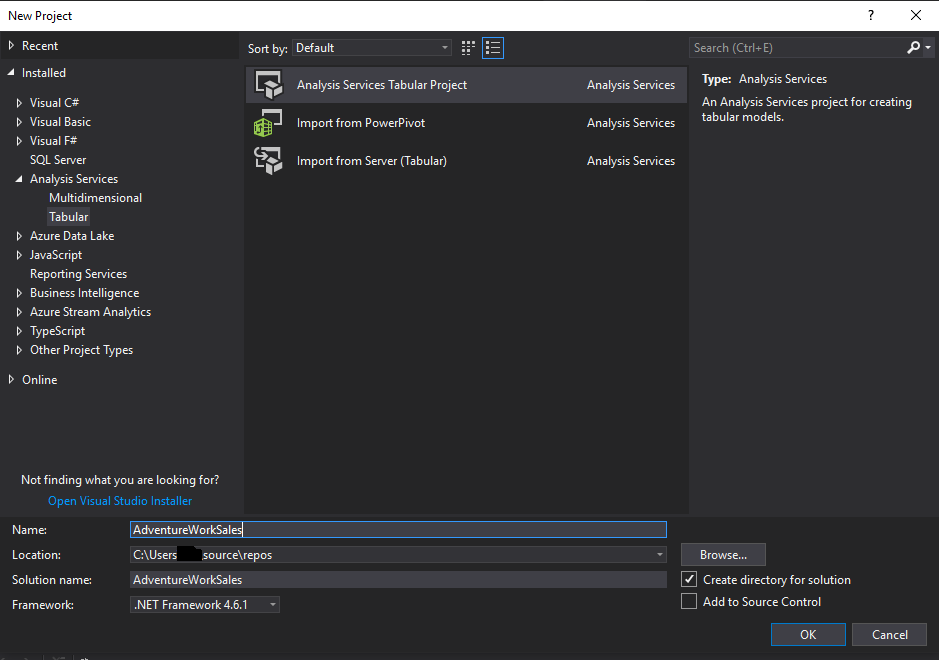 New Project
?
Recent
Installed
Visual C#
Visual Basic
Visual F#
SQL Server
Analysis Services
Multidimensional
Tabular
Azure Data Lake
JavaScript
Reporting Services
Business Intelligence
Azure Stream Analytics
TypeScript
Other Project Types
Online
Not finding what you are looking for?
Open Visual Studio Installer
Sort by: Default
Analysis Services Tabular Project Analysis Services
Import from PowerPivot Analysis Services
Import from Server (Tabular) Analysis Services
Search (Ctrl+E)
Type: Analysis Services
An Analysis Services project for creating
tabular models.
Name: AdventureWorkSales
Location: C:\Users source\repos
Browse...
Solution name: AdventureWorkSales
Create directory for solution
Framework: .NET Framework 4.6.1
Add to Source Control
OK Cancel